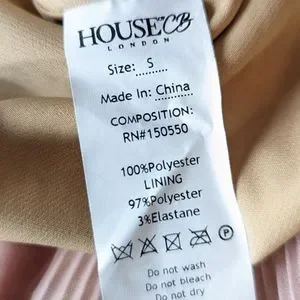 HOUSE OF CB
LONDON
Size: S
Made In: China
COMPOSITION:
RN#150550
100%Polyester
LINING
97%Polyester
3%Elastane
P
Do not wash
Do not bleach
Do not dry